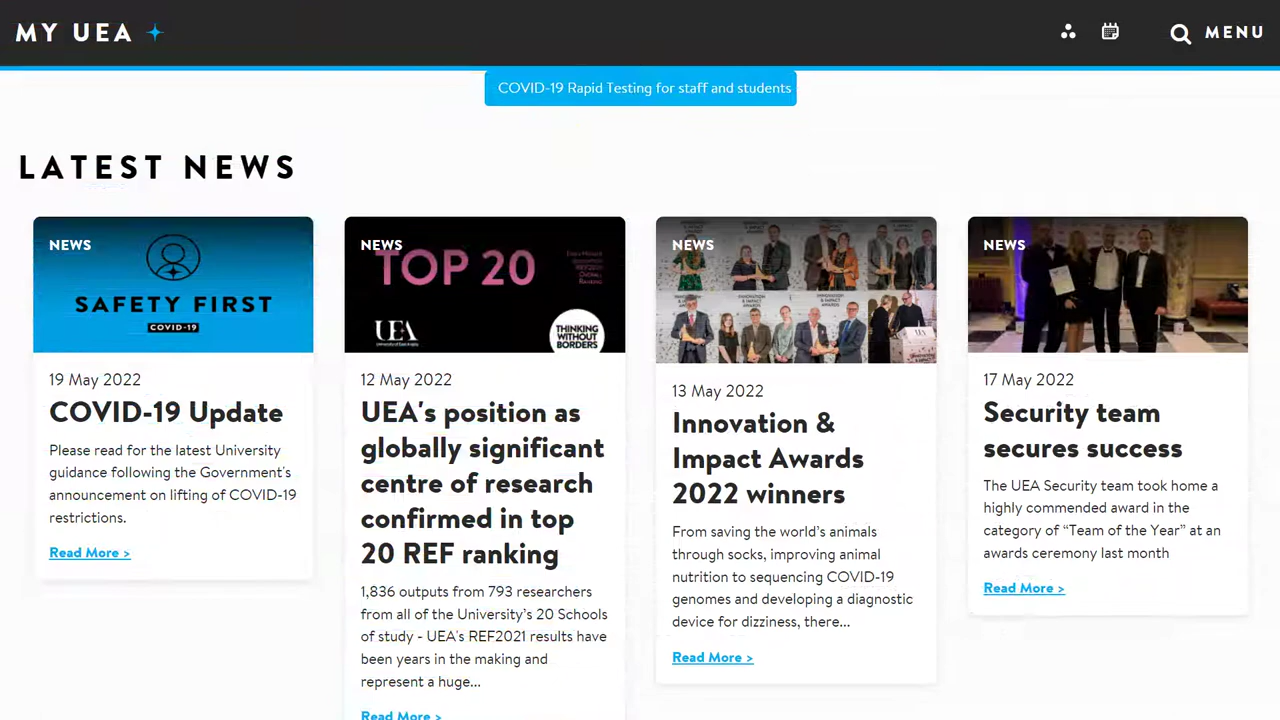 MY UEA
MENU
COVID-19 Rapid Testing for staff and students
LATEST NEWS
NEWS
SAFETY FIRST
COVID-19
19 May 2022
COVID-19 Update
Please read for the latest University
guidance following the Government's
announcement on lifting of COVID-19
restrictions.
Read More >
NEWS
TOP 20
UEA
University of East Anglia
THINKING
WITHOUT
BORDERS
12 May 2022
UEA's position as
globally significant
centre of research
confirmed in top
20 REF ranking
1,836 outputs from 793 researchers
from all of the University's 20 Schools
of study - UEA's REF2021 results have
been years in the making and
represent a huge...
Read More >
NEWS
13 May 2022
Innovation &
Impact Awards
2022 winners
From saving the world's animals
through socks, improving animal
nutrition to sequencing COVID-19
genomes and developing a diagnostic
device for dizziness, there...
Read More >
NEWS
17 May 2022
Security team
secures success
The UEA Security team took home a
highly commended award in the
category of “Team of the Year” at an
awards ceremony last month
Read More >